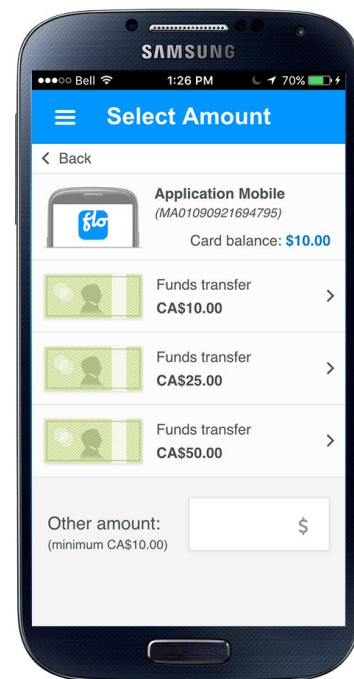 SAMSUNG
Bell 1:26 PM 70%
Select Amount
Back
flo
Application Mobile
(MA01090921694795)
Card balance: $10.00
Funds transfer
CA$10.00
Funds transfer
CA$25.00
Funds transfer
CA$50.00
Other amount:
(minimum CA$10.00)
$